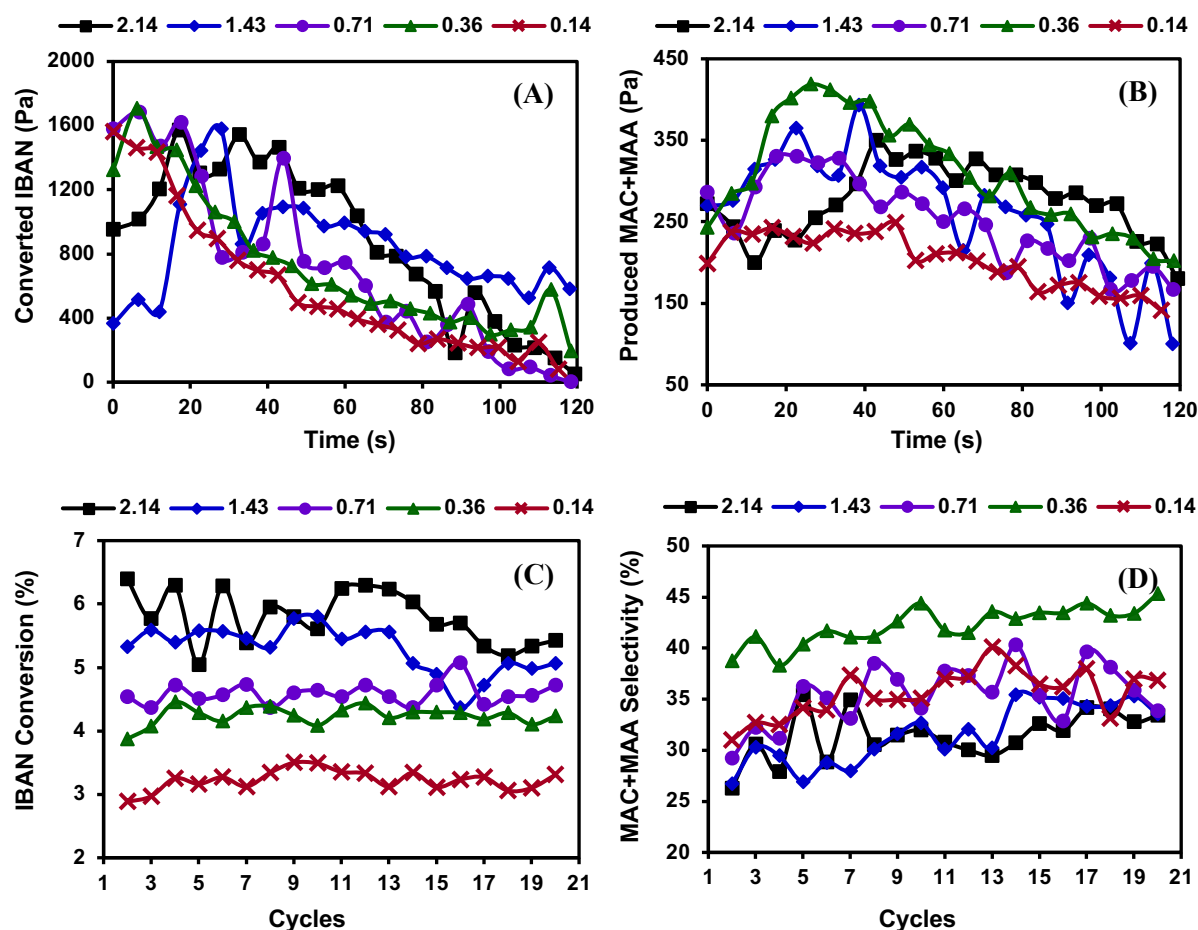 2.14 1.43 0.71 0.36 0.14
Converted IBAN (Pa)
2000
1600
1200
800
400
0
(A)
0 20 40 60 80 100 120
Time (s)
2.14 1.43 0.71 0.36 0.14
Produced MAC+MAA (Pa)
450
350
250
150
50
(B)
0 20 40 60 80 100 120
Time (s)
2.14 1.43 0.71 0.36 0.14
IBAN Conversion (%)
7
6
5
4
3
2
(C)
1 3 5 7 9 11 13 15 17 19 21
Cycles
2.14 1.43 0.71 0.36 0.14
MAC+MAA Selectivity (%)
50
45
40
35
30
25
20
(D)
1 3 5 7 9 11 13 15 17 19 21
Cycles